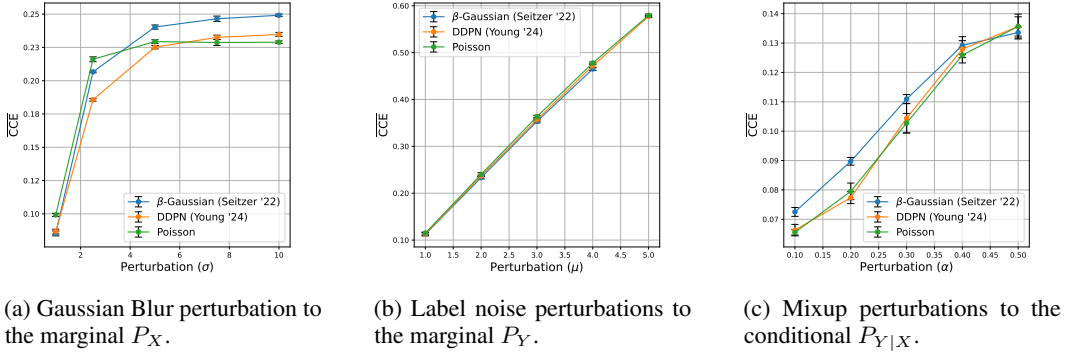 0.25
0.23
0.20
0.18
0.15
0.12
0.10
CCE
2 4 6 8 10
Perturbation (σ)
β-Gaussian (Seitzer '22)
DDPN (Young '24)
Poisson
0.60
0.50
0.40
0.30
0.20
0.10
CCE
1.0 1.5 2.0 2.5 3.0 3.5 4.0 4.5 5.0
Perturbation (μ)
β-Gaussian (Seitzer '22)
DDPN (Young '24)
Poisson
0.14
0.13
0.12
0.10
0.09
0.08
0.07
CCE
0.10 0.15 0.20 0.25 0.30 0.35 0.40 0.45 0.50
Perturbation (α)
β-Gaussian (Seitzer '22)
DDPN (Young '24)
Poisson
(a) Gaussian Blur perturbation to
the marginal P_X.
(b) Label noise perturbations to
the marginal P_Y.
(c) Mixup perturbations to the
conditional P_{Y|X}.